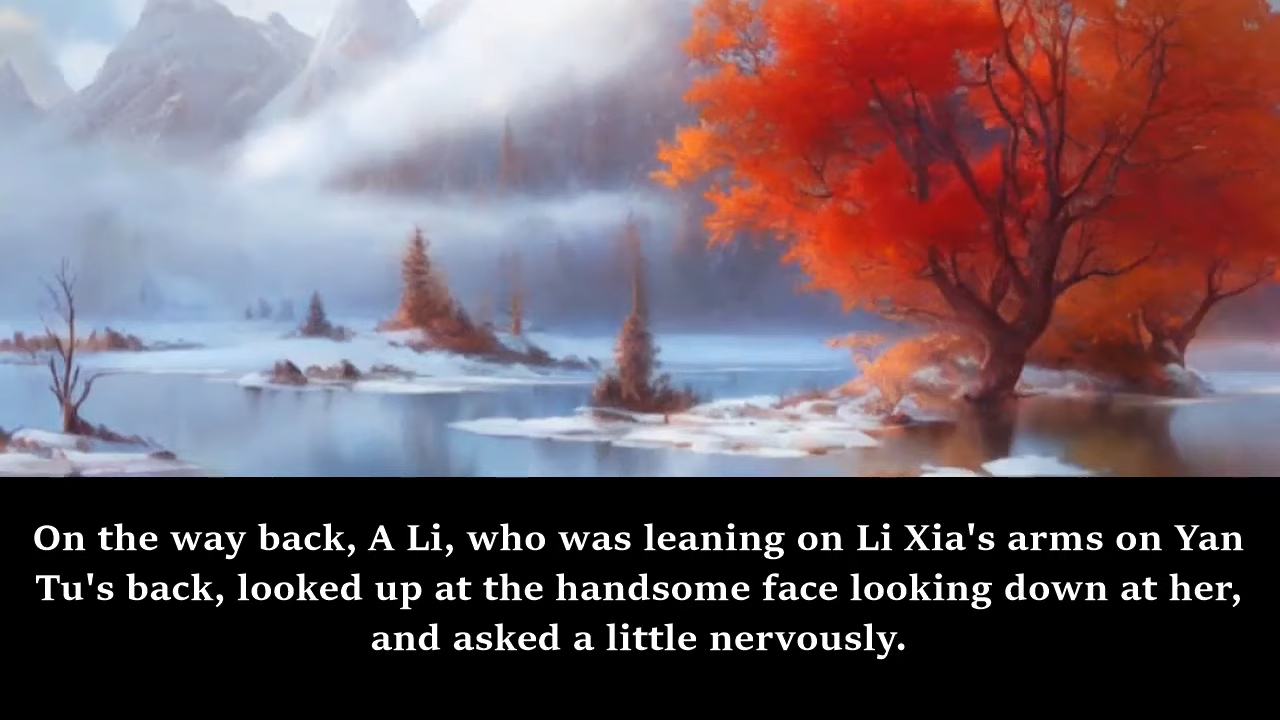 On the way back, A Li, who was leaning on Li Xia's arms on Yan
Tu's back, looked up at the handsome face looking down at her,
and asked a little nervously.